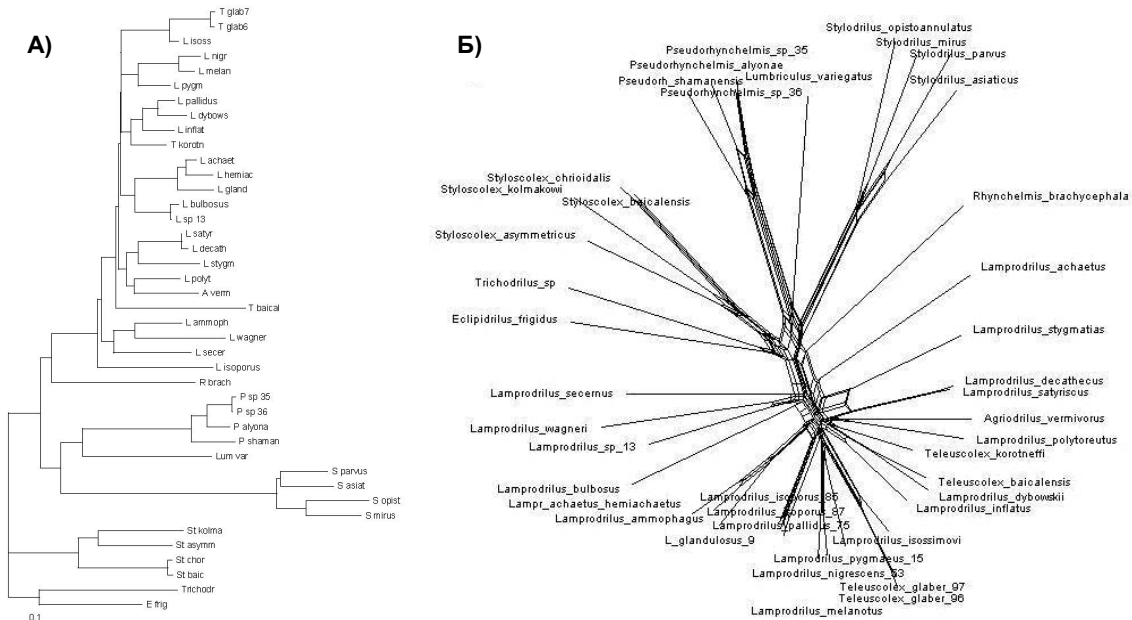 А)
T glab7
T glab6
L isoss
L nigr
L melan
L pygm
L pallidus
L dybows
L inflat
T korotn
L achaet
L hemiac
L gland
L bulbosus
L sp 13
L satyr
L decath
L stygm
L polyt
A verm
T baical
L ammoph
L wagner
L secer
L isoporus
R brach
P sp 35
P sp 36
P alyona
P shaman
Lum var
S parvus
S asiat
S opist
S mirus
St kolma
St asymm
St chor
St baic
Trichodr
E frig
0.1
Б)
Stylodrilus_opistoannulatus
Stylodrilus_mirus
Stylodrilus_parvus
Stylodrilus_asiaticus
Pseudorhynchelmis_sp_35
Pseudorhynchelmis_alyonae
Lumbriculus_variegatus
Pseudorh_shamanensis
Pseudorhynchelmis_sp_36
Styloscolex_chrioidalis
Styloscolex_kolmakowi
Styloscolex_baicalensis
Rhynchelmis_brachycephala
Styloscolex_asymmetricus
Lamprodrilus_achaetus
Trichodrilus_sp
Eclipidrilus_frigidus
Lamprodrilus_stygmatias
Lamprodrilus_secernus
Lamprodrilus_decathecus
Lamprodrilus_satyriscus
Lamprodrilus_wagneri
Agriodrilus_vermivorus
Lamprodrilus_sp_13
Lamprodrilus_polytoreutus
Teleuscolex_korotneffi
Lamprodrilus_bulbosus
Teleuscolex_baicalensis
Lampr_achaetus_hemiachaetus
Lamprodrilus_isoporus_85
Lamprodrilus_dybowskii
Lamprodrilus_ammophagus
Lamprodrilus_isoporus_87
Lamprodrilus_inflatus
Lamprodrilus_pallidus_75
L_glandulosus_9
Lamprodrilus_isossimovi
Lamprodrilus_pygmaeus_15
Lamprodrilus_nigrescens_53
Teleuscolex_glaber_97
Teleuscolex_glaber_96
Lamprodrilus_melanotus